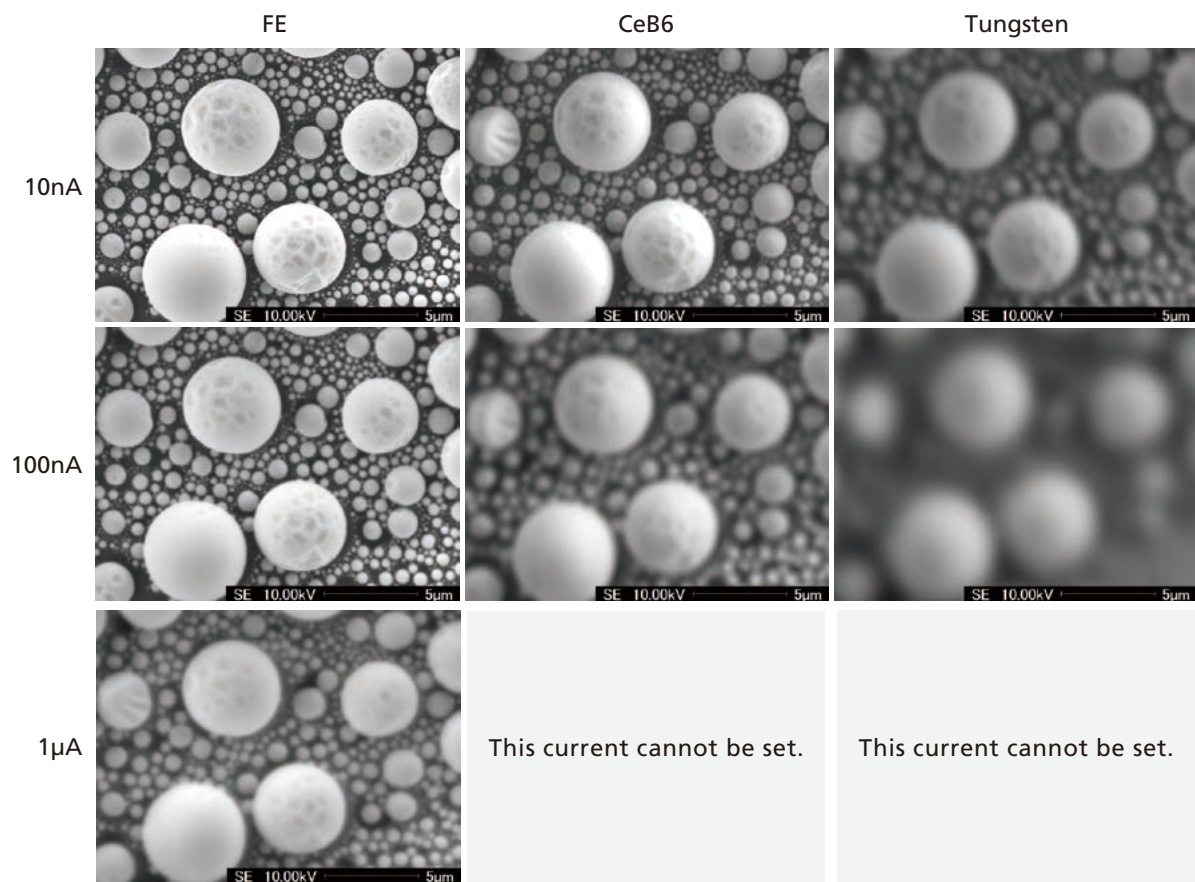 FE CeB6 Tungsten
10nA
SE 10.00kV 5μm
SE 10.00kV 5μm
SE 10.00kV 5μm
100nA
SE 10.00kV 5μm
SE 10.00kV 5μm
SE 10.00kV 5μm
1μA
This current cannot be set.
This current cannot be set.
SE 10.00kV 5μm